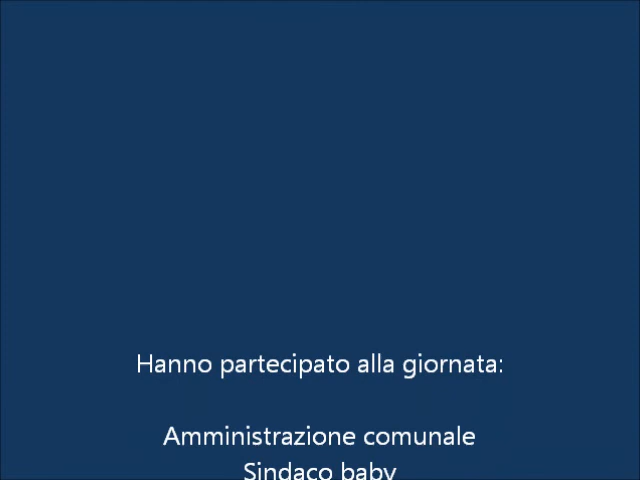 Hanno partecipato alla giornata:
Amministrazione comunale
Sindaco baby